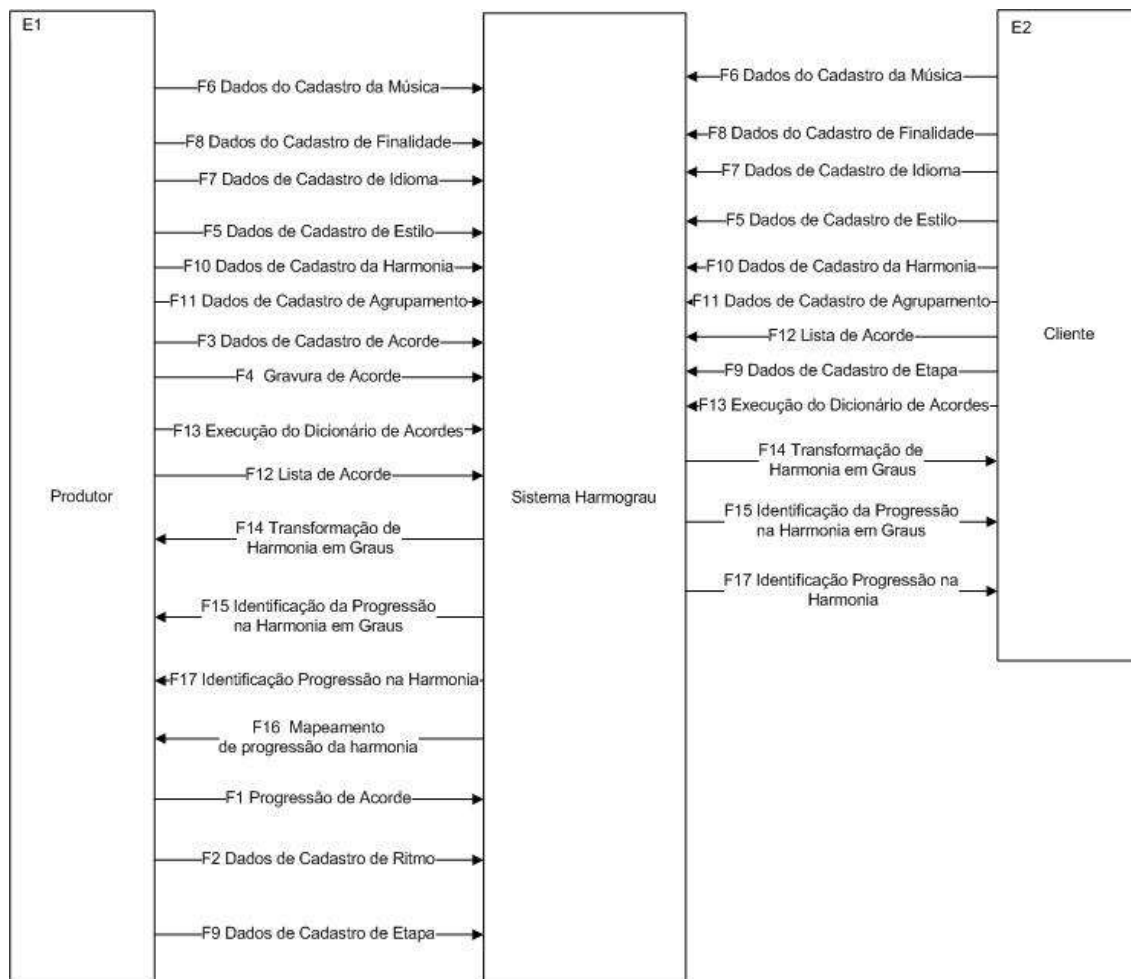 E1
F6 Dados do Cadastro da Música
F8 Dados do Cadastro de Finalidade
F7 Dados de Cadastro de Idioma
F5 Dados de Cadastro de Estilo
F10 Dados de Cadastro da Harmonia
F11 Dados de Cadastro de Agrupamento
F3 Dados de Cadastro de Acorde
F4 Gravura de Acorde
F13 Execução do Dicionário de Acordes
F12 Lista de Acorde
Produtor
F14 Transformação de
Harmonia em Graus
F15 Identificação da Progressão
na Harmonia em Graus
F17 Identificação Progressão na Harmonia
F16 Mapeamento
de progressão da harmonia
F1 Progressão de Acorde
F2 Dados de Cadastro de Ritmo
F9 Dados de Cadastro de Etapa
Sistema Harmograu
E2
F6 Dados do Cadastro da Música
F8 Dados do Cadastro de Finalidade
F7 Dados de Cadastro de Idioma
F5 Dados de Cadastro de Estilo
F10 Dados de Cadastro da Harmonia
F11 Dados de Cadastro de Agrupamento
F12 Lista de Acorde
Cliente
F9 Dados de Cadastro de Etapa
F13 Execução do Dicionário de Acordes
F14 Transformação de
Harmonia em Graus
F15 Identificação da Progressão
na Harmonia em Graus
F17 Identificação Progressão na
Harmonia